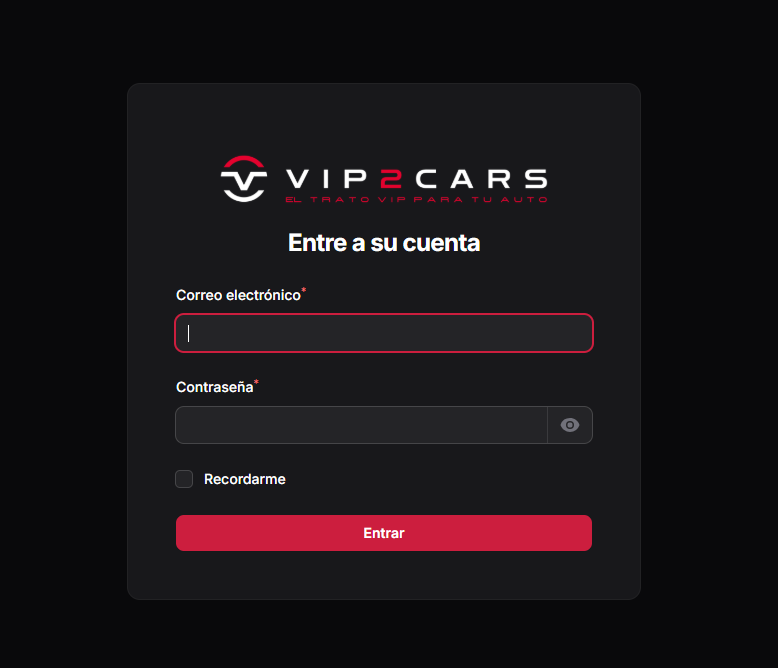 VIP2CARS
EL TRATO VIP PARA TU AUTO
Entre a su cuenta
Correo electrónico*
Contraseña*
Recordarme
Entrar